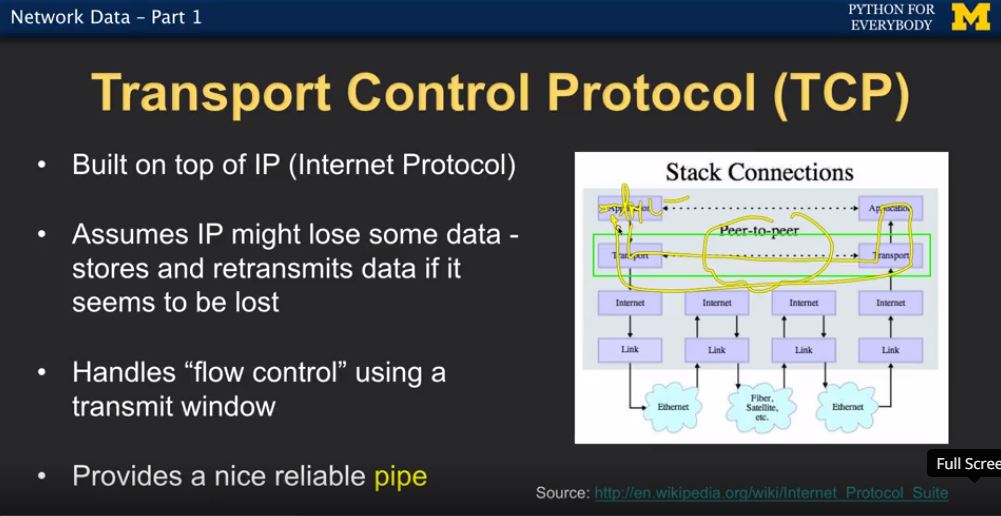 Network Data – Part 1
PYTHON FOR
EVERYBODY
M
Transport Control Protocol (TCP)
• Built on top of IP (Internet Protocol)
• Assumes IP might lose some data -
stores and retransmits data if it
seems to be lost
• Handles “flow control” using a
transmit window
• Provides a nice reliable pipe
Stack Connections
Application Application
Peer-to-peer
Transport Transport
Internet Internet Internet Internet
Link Link Link Link
Ethernet Fiber, Ethernet
Satellite,
etc.
Full Scree
Source: http://en.wikipedia.org/wiki/Internet_Protocol_Suite